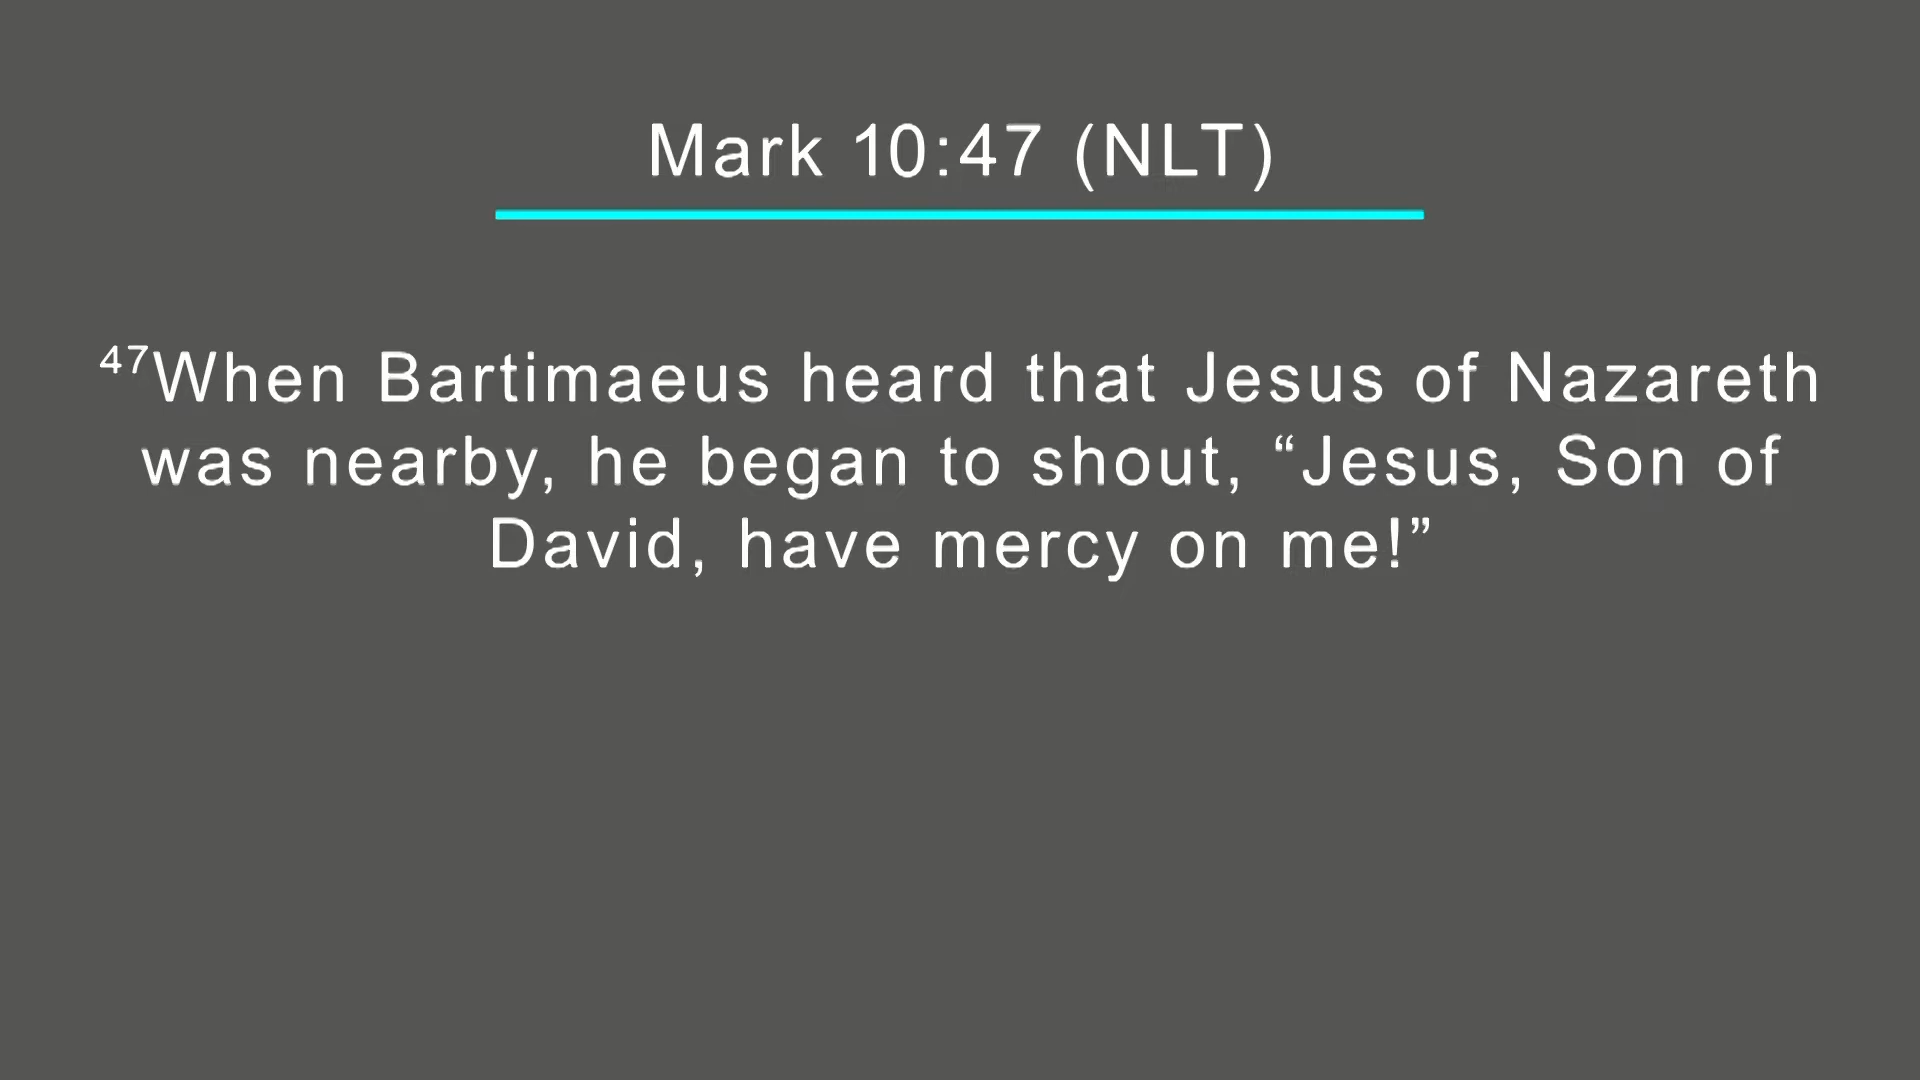 Mark 10:47 (NLT)
⁴⁷When Bartimaeus heard that Jesus of Nazareth
was nearby, he began to shout, “Jesus, Son of
David, have mercy on me!”